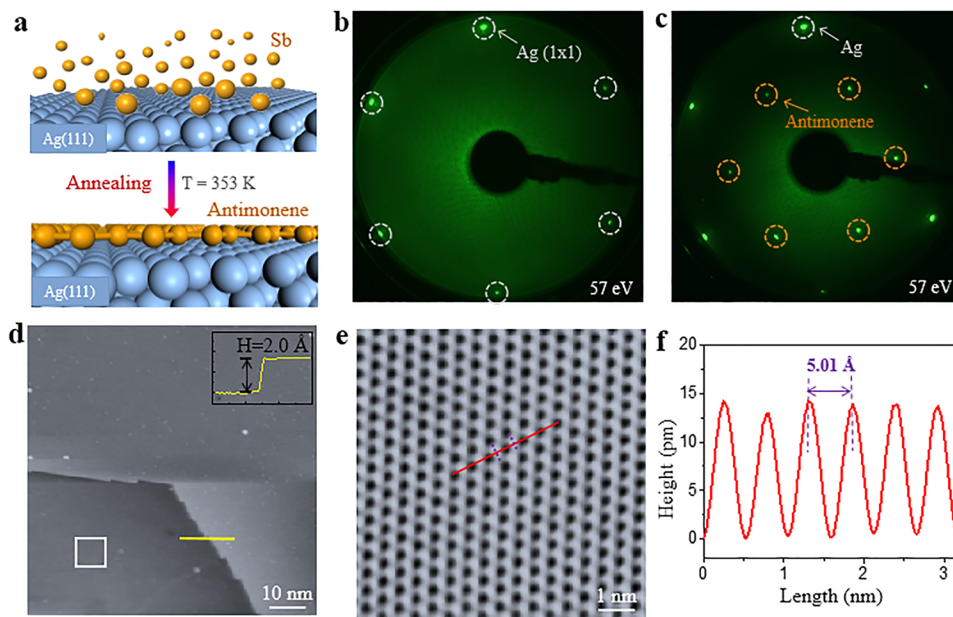 a
Sb
Ag(111)
Annealing
T = 353 K
Antimonene
Ag(111)
b
Ag (1x1)
57 eV
c
Ag
Antimonene
57 eV
d
H=2.0 Å
10 nm
e
1 nm
f
20
15
10
5
0
Height (pm)
5.01 Å
0 1 2 3
Length (nm)